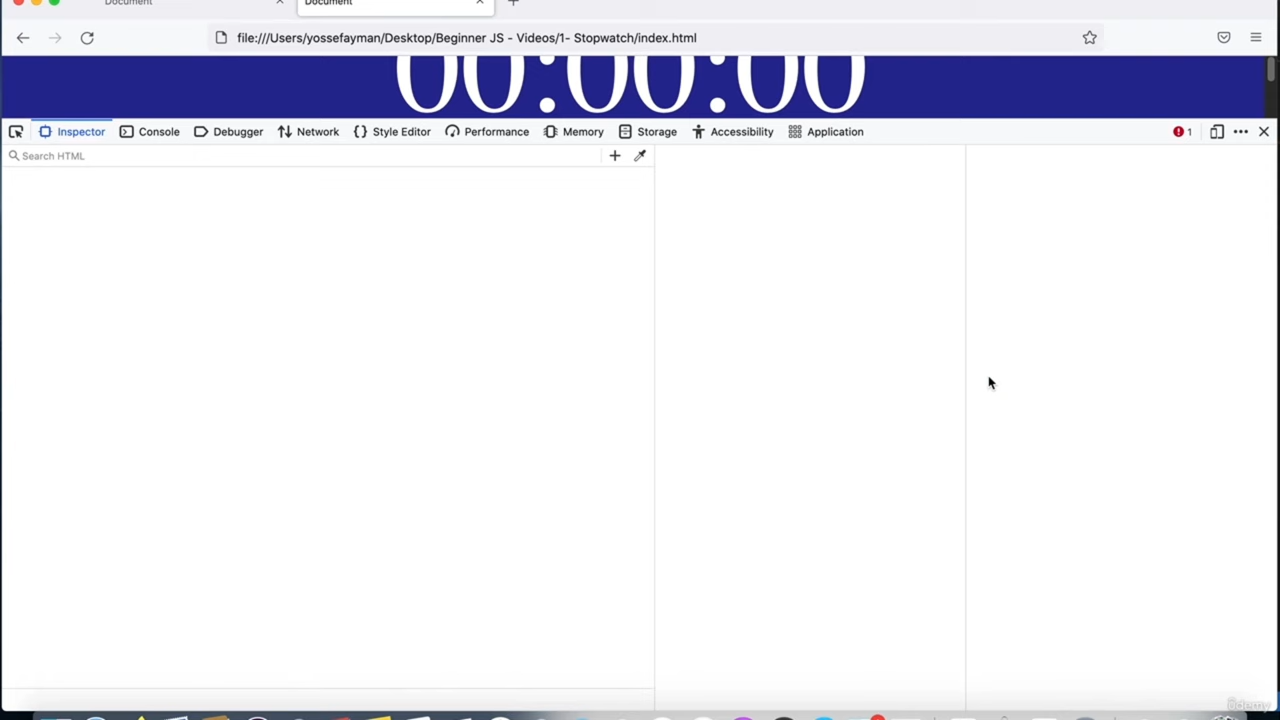 Document
Document
file:///Users/yossefayman/Desktop/Beginner JS - Videos/1- Stopwatch/index.html
00:00:00
Inspector Console Debugger Network Style Editor Performance Memory Storage Accessibility Application 1
Search HTML
ûdemy